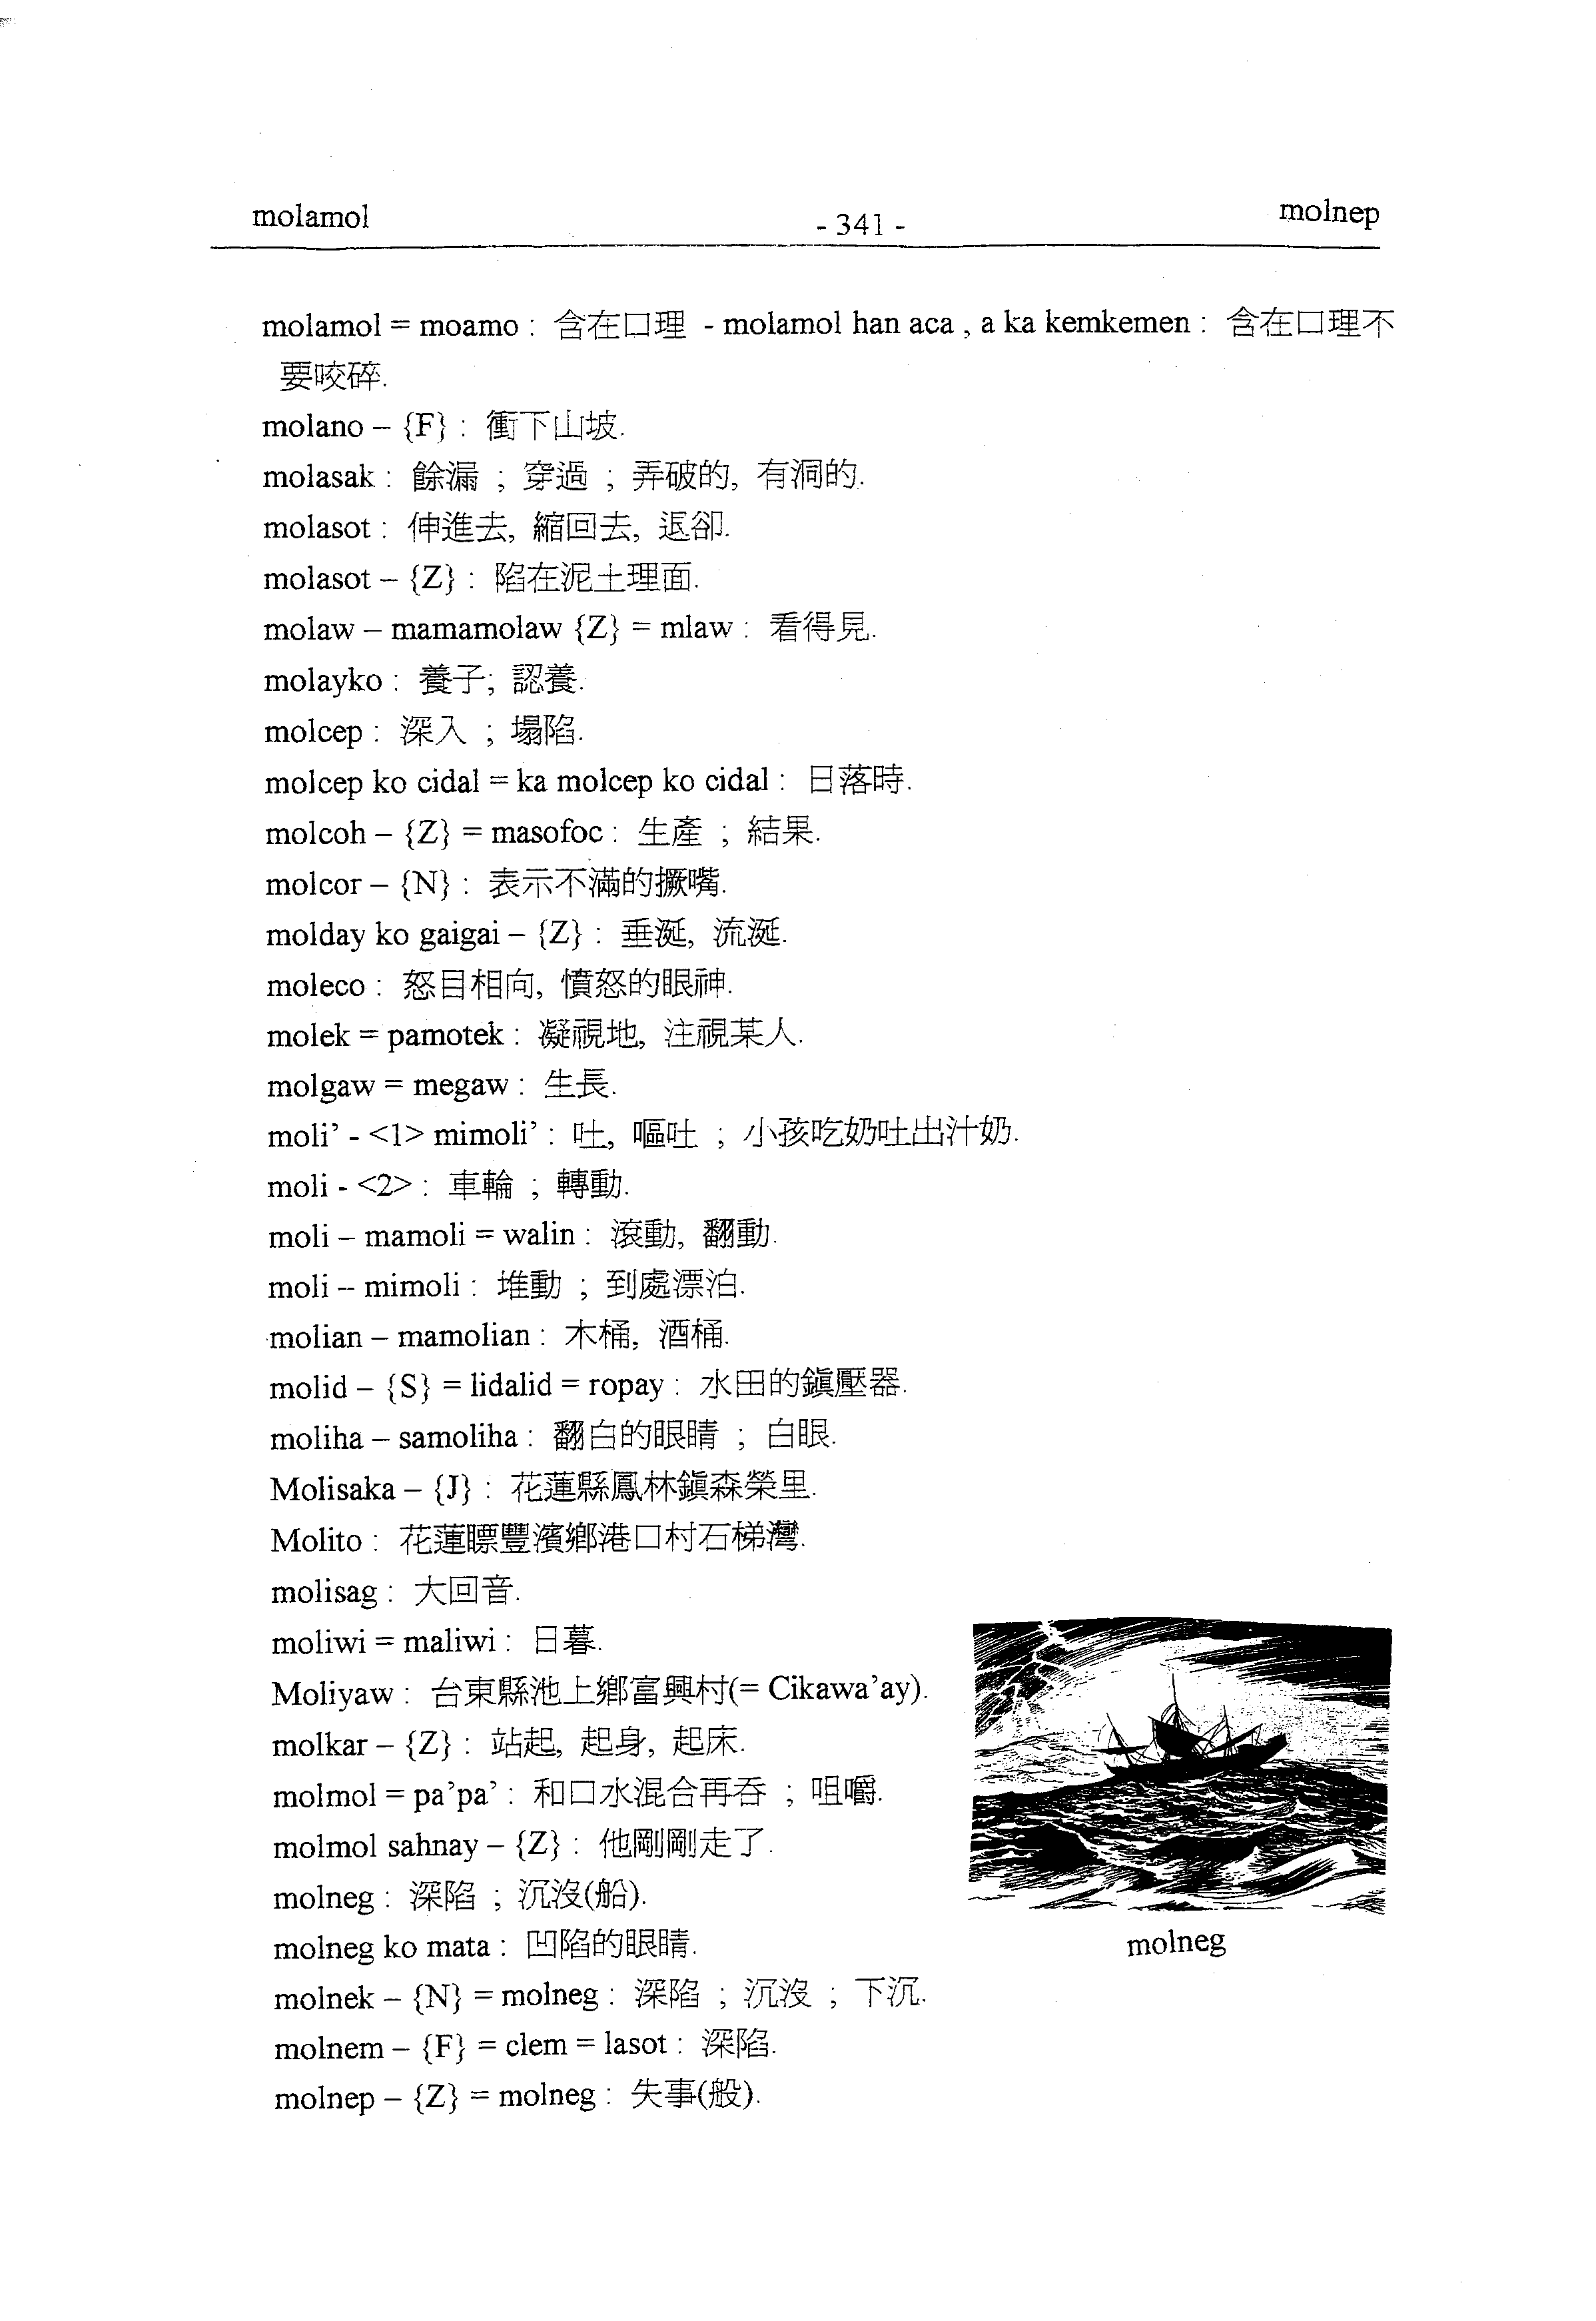 molamol
- 341 -
molnep
molamol = moamo : 含在口理 - molamol han aca , a ka kemkemen : 含在口理不
要咬碎.
molano – {F} : 衝下山坡.
molasak : 餘漏 ; 穿過 ; 弄破的, 有洞的.
molasot : 伸進去, 縮回去, 退卻.
molasot – {Z} : 陷在泥土理面.
molaw – mamamolaw {Z} = mlaw : 看得見.
molayko : 養子; 認養.
molcep : 深入 ; 塌陷.
molcep ko cidal = ka molcep ko cidal : 日落時.
molcoh – {Z} = masofoc : 生產 ; 結果.
molcor – {N} : 表示不滿的撅嘴.
molday ko gaigai – {Z} : 垂涎, 流涎.
moleco : 怒目相向, 憤怒的眼神.
molek = pamotek : 凝視地, 注視某人.
molgaw = megaw : 生長.
moli’ - <1> mimoli’ : 吐, 嘔吐 ; 小孩吃奶吐出汁奶.
moli - <2> : 車輪 ; 轉動.
moli – mamoli = walin : 滾動, 翻動.
moli – mimoli : 堆動 ; 到處漂泊.
molian – mamolian : 木桶, 酒桶.
molid – {S} = lidalid = ropay : 水田的鎮壓器.
moliha – samoliha : 翻白的眼睛 ; 白眼.
Molisaka – {J} : 花蓮縣鳳林鎮森榮里.
Molito : 花蓮瞟豐濱鄉港口村石梯灣.
molisag : 大回音.
moliwi = maliwi : 日暮.
Moliyaw : 台東縣池上鄉富興村(= Cikawa’ay).
molkar – {Z} : 站起, 起身, 起床.
molmol = pa’pa’ : 和口水混合再吞 ; 咀嚼.
molmol sahnay – {Z} : 他剛剛走了.
molneg : 深陷 ; 沉沒(船).
molneg ko mata : 凹陷的眼睛.
molneg
molnek – {N} = molneg : 深陷 ; 沉沒 ; 下沉.
molnem – {F} = clem = lasot : 深陷.
molnep – {Z} = molneg : 失事(般).